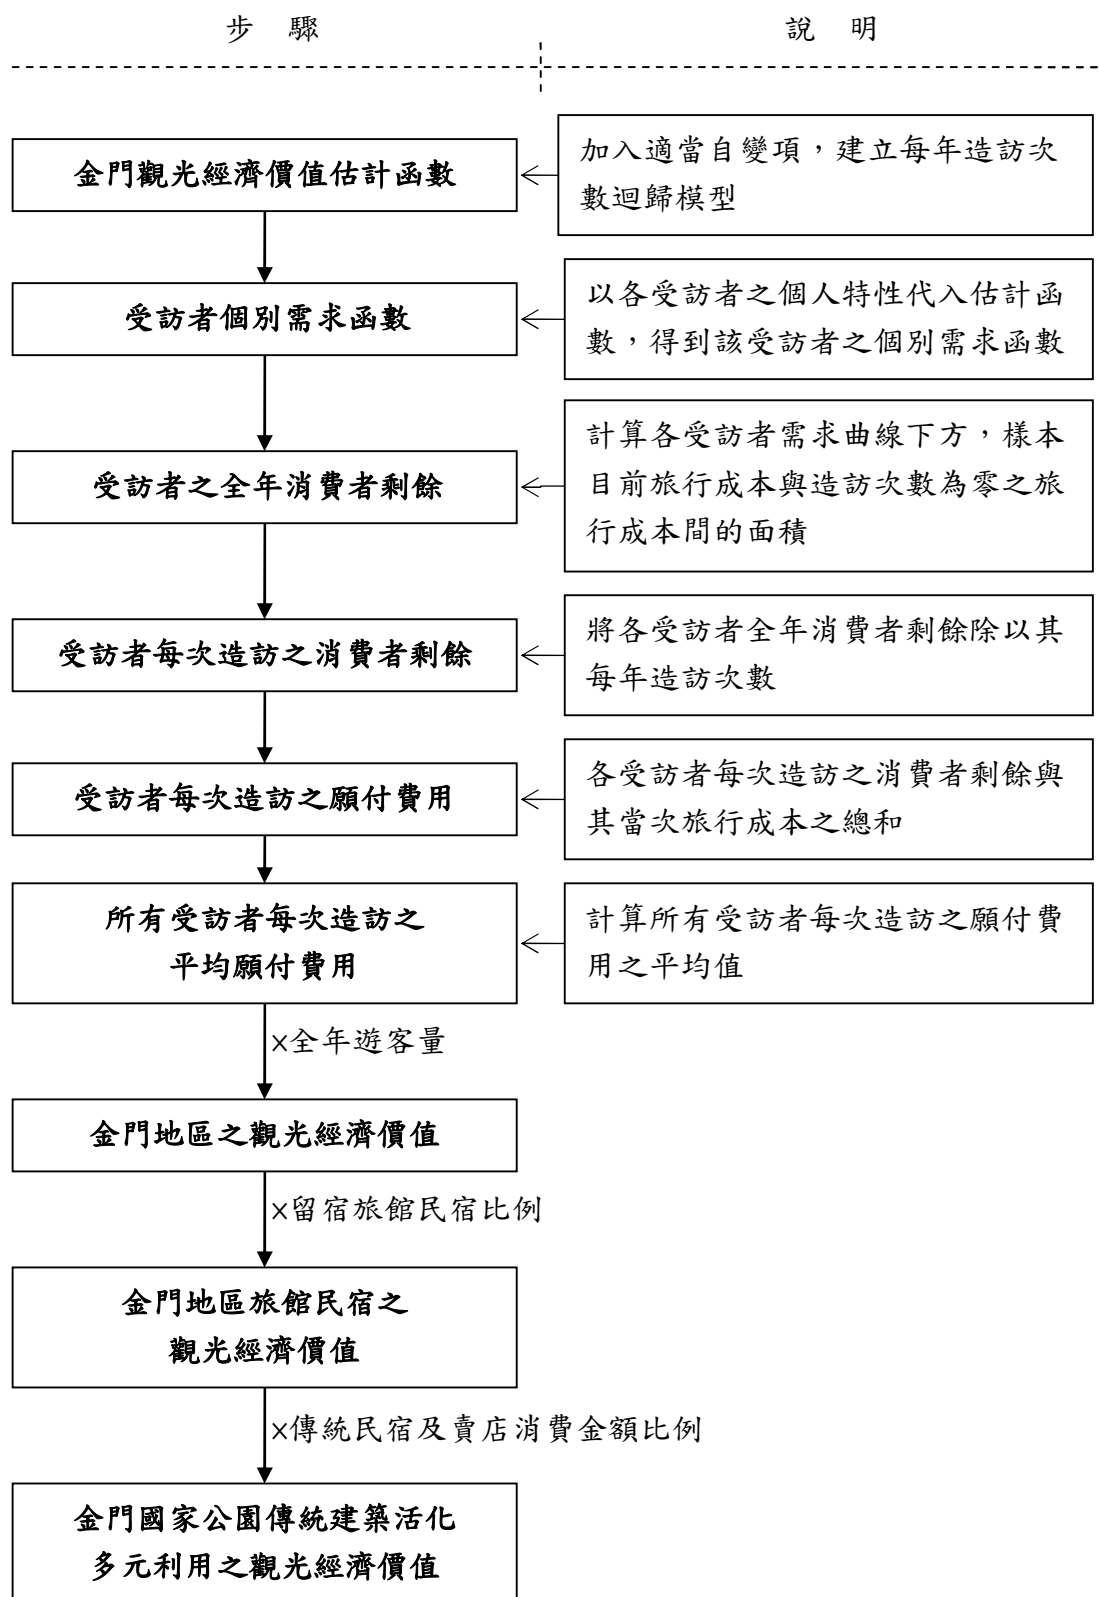 步 驟
說 明
金門觀光經濟價值估計函數
加入適當自變項，建立每年造訪次
數迴歸模型
受訪者個別需求函數
以各受訪者之個人特性代入估計函
數，得到該受訪者之個別需求函數
受訪者之全年消費者剩餘
計算各受訪者需求曲線下方，樣本
目前旅行成本與造訪次數為零之旅
行成本間的面積
受訪者每次造訪之消費者剩餘
將各受訪者全年消費者剩餘除以其
每年造訪次數
受訪者每次造訪之願付費用
各受訪者每次造訪之消費者剩餘與
其當次旅行成本之總和
所有受訪者每次造訪之
平均願付費用
計算所有受訪者每次造訪之願付費
用之平均值
×全年遊客量
金門地區之觀光經濟價值
×留宿旅館民宿比例
金門地區旅館民宿之
觀光經濟價值
×傳統民宿及賣店消費金額比例
金門國家公園傳統建築活化
多元利用之觀光經濟價值